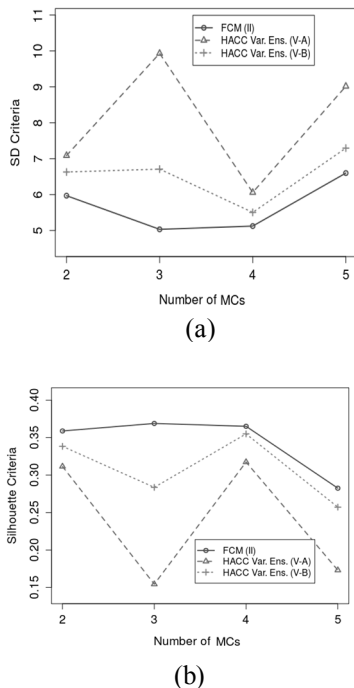 11
10
9
8
7
6
5
SD Criteria
FCM (II)
HACC Var. Ens. (V-A)
HACC Var. Ens. (V-B)
2 3 4 5
Number of MCs
(a)
0.40
0.35
0.30
0.25
0.20
0.15
Silhouette Criteria
FCM (II)
HACC Var. Ens. (V-A)
HACC Var. Ens. (V-B)
2 3 4 5
Number of MCs
(b)